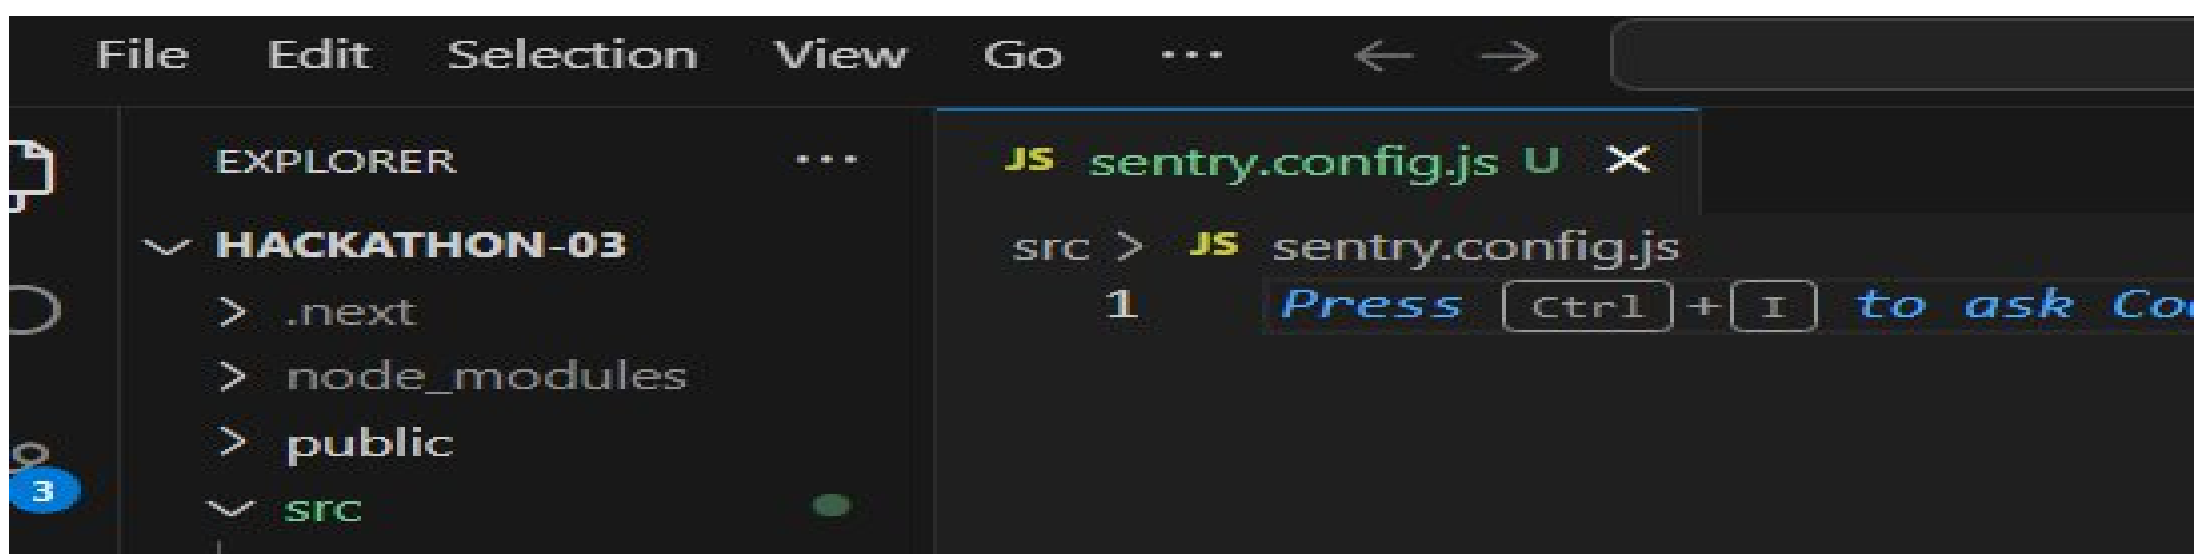 File Edit Selection View Go ...
EXPLORER ...
HACKATHON-03
> .next
> node_modules
> public
src
3
JS sentry.config.js U X
src > JS sentry.config.js
1 Press Ctrl + I to ask